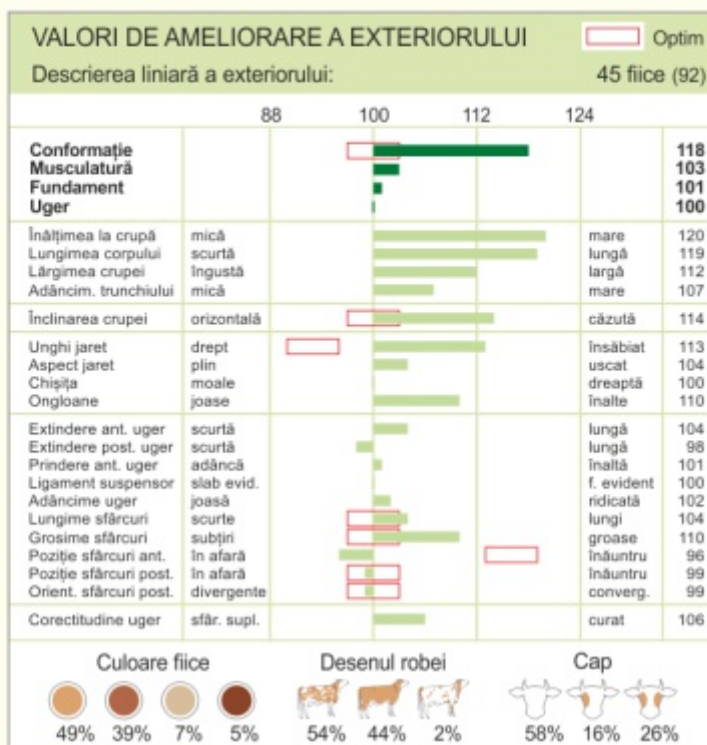 VALORI DE AMELIORARE A EXTERIORULUI Optim
Descrierea liniară a exteriorului: 45 fiice (92)
88 100 112 124
Conformație 118
Musculatură 103
Fundament 101
Uger 100
Înălțimea la crupă mică mare 120
Lungimea corpului scurtă lungă 119
Lărgimea crupei îngustă largă 112
Adâncim. trunchiului mică mare 107
Înclinarea crupei orizontală căzută 114
Unghi jaret drept însăbiat 113
Aspect jaret plin uscat 104
Chișița moale dreaptă 100
Ongloane joase înalte 110
Extindere ant. uger scurtă lungă 104
Extindere post. uger scurtă lungă 98
Prindere ant. uger adâncă înaltă 101
Ligament suspensor slab evid. f. evident 100
Adâncime uger joasă ridicată 102
Lungime sfârcuri scurte lungi 104
Grosime sfârcuri subțiri groase 110
Poziție sfârcuri ant. în afară înăuntru 96
Poziție sfârcuri post. în afară înăuntru 99
Orient. sfârcuri post. divergente converg. 99
Corectitudine uger sfâr. supl. curat 106
Culoare fiice Desenul robei Cap
49% 39% 7% 5% 54% 44% 2% 58% 16% 26%